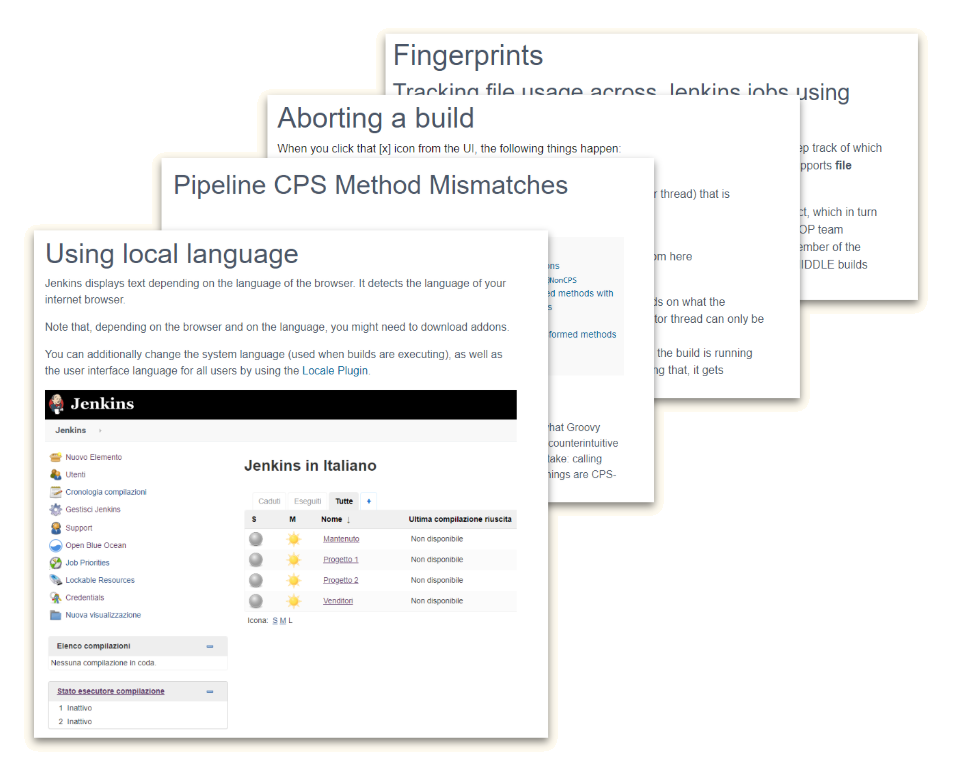 Fingerprints
Tracking file usage across Jenkins jobs using
ep track of which
pports file
ct, which in turn
OP team
ember of the
IDDLE builds
Aborting a build
When you click that [x] icon from the UI, the following things happen:
r thread) that is
om here
ds on what the
tor thread can only be
the build is running
ng that, it gets
Pipeline CPS Method Mismatches
ons
NonCPS
ed methods with
s
formed methods
hat Groovy
counterintuitive
take: calling
hings are CPS-
Using local language
Jenkins displays text depending on the language of the browser. It detects the language of your
internet browser.
Note that, depending on the browser and on the language, you might need to download addons.
You can additionally change the system language (used when builds are executing), as well as
the user interface language for all users by using the Locale Plugin.
Jenkins
Jenkins
Nuovo Elemento
Utenti
Cronologia compilazioni
Gestisci Jenkins
Support
Open Blue Ocean
Job Priorities
Lockable Resources
Credentials
Nuova visualizzazione
Elenco compilazioni
Nessuna compilazione in coda.
Stato esecutore compilazione
1 Inattivo
2 Inattivo
Jenkins in Italiano
Caduti Eseguiti Tutte +
S M Nome ↓ Ultima compilazione riuscita
Mantenuto Non disponibile
Progetto 1 Non disponibile
Progetto 2 Non disponibile
Venditori Non disponibile
Icona: S M L